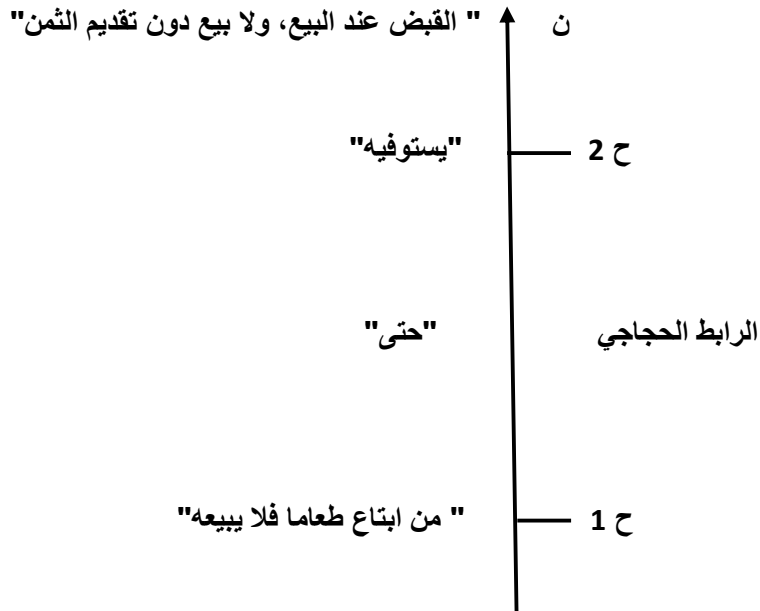 ن " القبض عند البيع، ولا بيع دون تقديم الثمن"
ح 2 "يستوفيه"
الرابط الحجاجي "حتى"
ح 1 " من ابتاع طعاما فلا يبيعه"